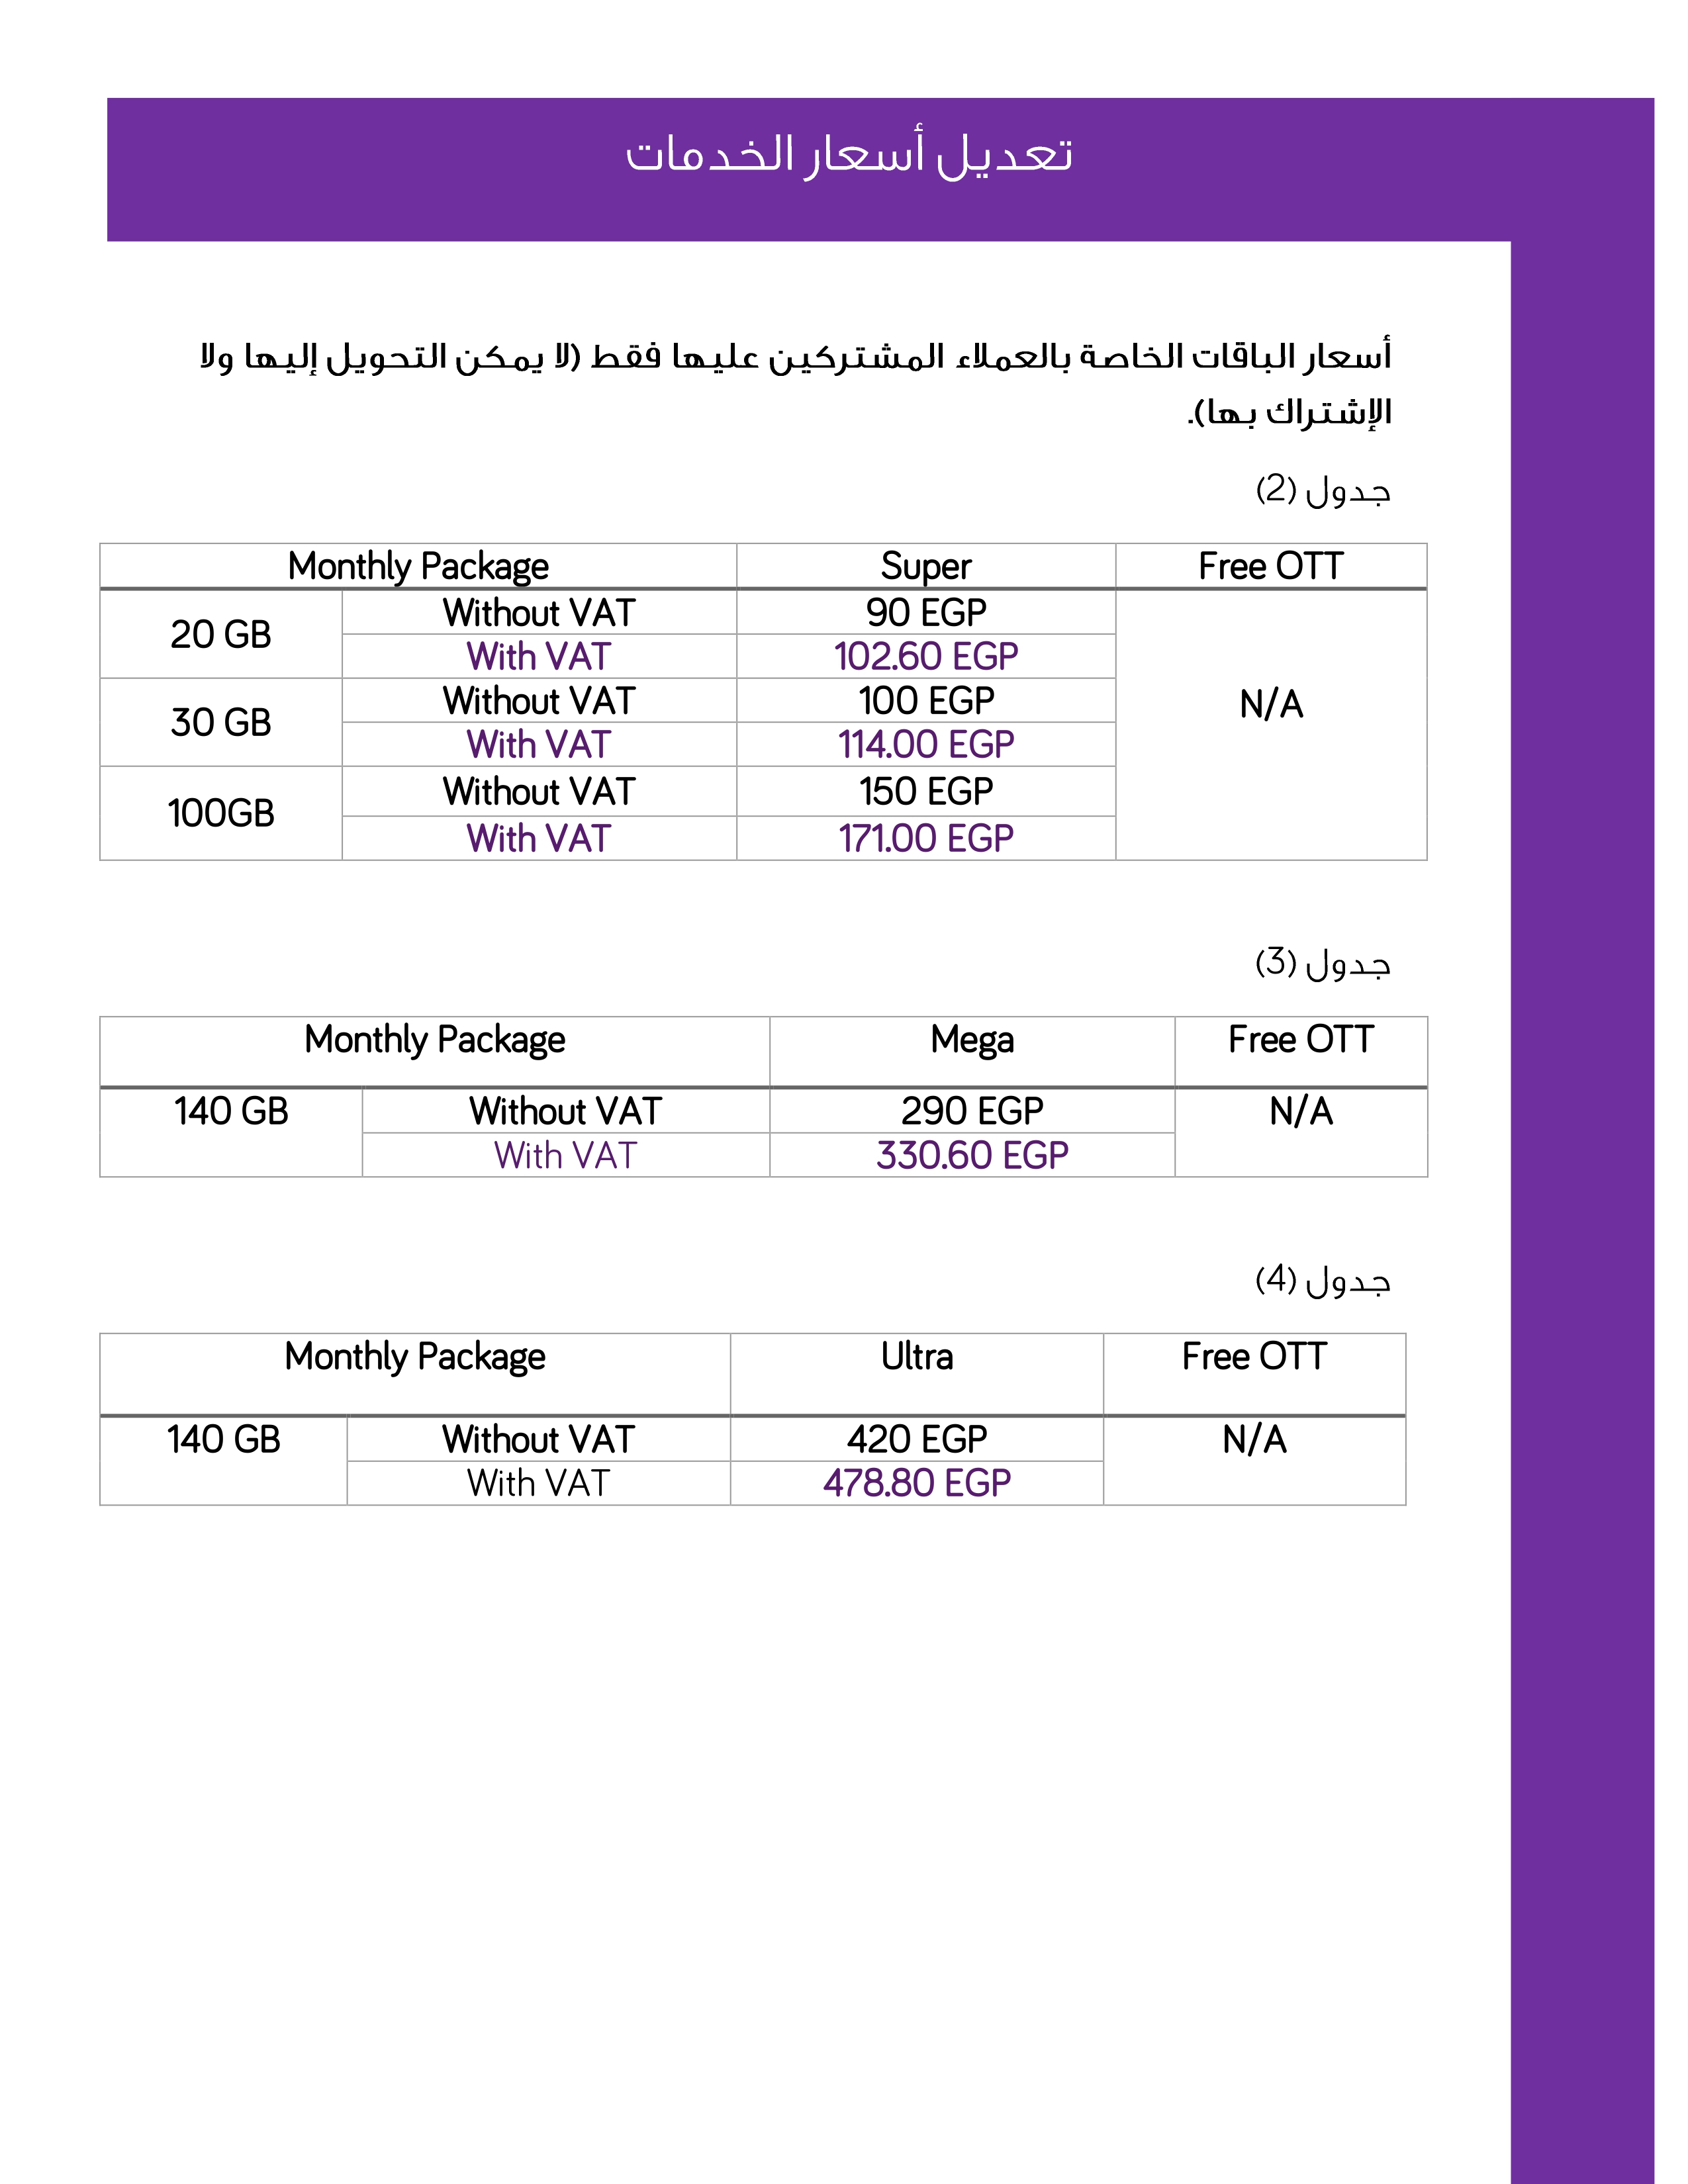 تعديل أسعار الخدمات
أسعار الباقات الخاصة بالعملاء المشتركين عليها فقط (لا يمكن التحويل إليها ولا
الإشتراك بها).
جدول (2)
Monthly Package Super Free OTT
20 GB Without VAT 90 EGP
With VAT 102.60 EGP
30 GB Without VAT 100 EGP N/A
With VAT 114.00 EGP
100GB Without VAT 150 EGP
With VAT 171.00 EGP
جدول (3)
Monthly Package Mega Free OTT
140 GB Without VAT 290 EGP N/A
With VAT 330.60 EGP
جدول (4)
Monthly Package Ultra Free OTT
140 GB Without VAT 420 EGP N/A
With VAT 478.80 EGP